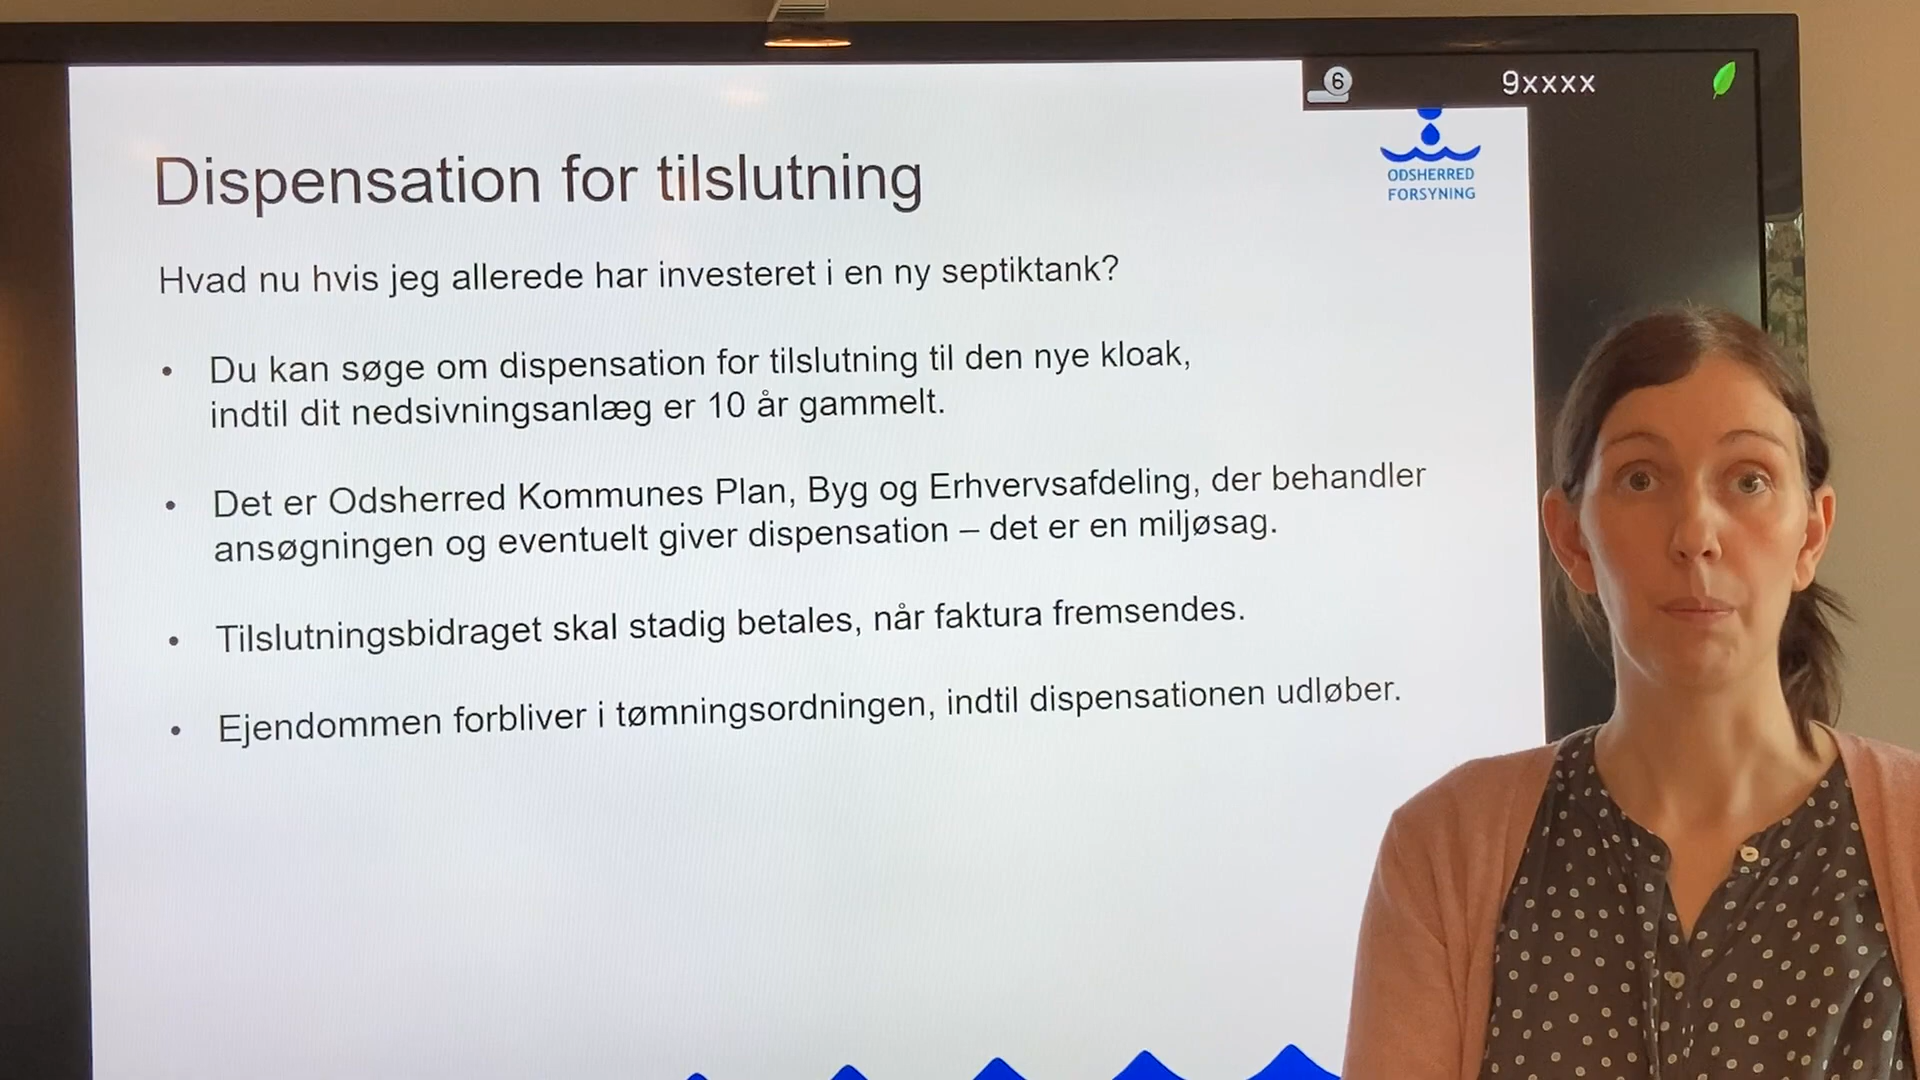 6
9xxxx
ODSHERRED
FORSYNING
Dispensation for tilslutning
Hvad nu hvis jeg allerede har investeret i en ny septiktank?
• Du kan søge om dispensation for tilslutning til den nye kloak,
indtil dit nedsivningsanlæg er 10 år gammelt.
• Det er Odsherred Kommunes Plan, Byg og Erhvervsafdeling, der behandler
ansøgningen og eventuelt giver dispensation – det er en miljøsag.
• Tilslutningsbidraget skal stadig betales, når faktura fremsendes.
• Ejendommen forbliver i tømningsordningen, indtil dispensationen udløber.